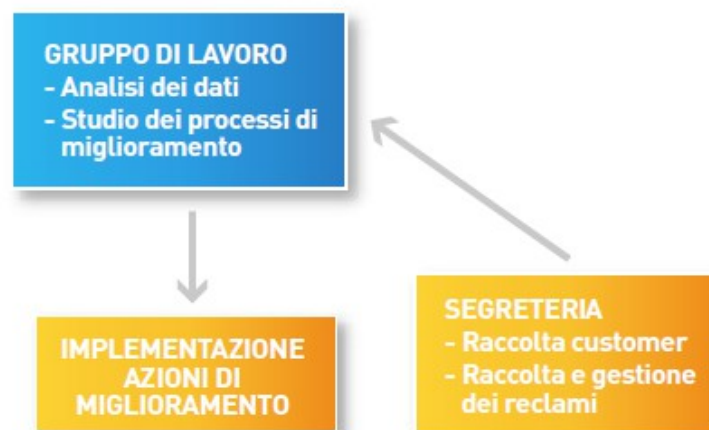 GRUPPO DI LAVORO
- Analisi dei dati
- Studio dei processi di
miglioramento
IMPLEMENTAZIONE
AZIONI DI
MIGLIORAMENTO
SEGRETERIA
- Raccolta customer
- Raccolta e gestione
dei reclami